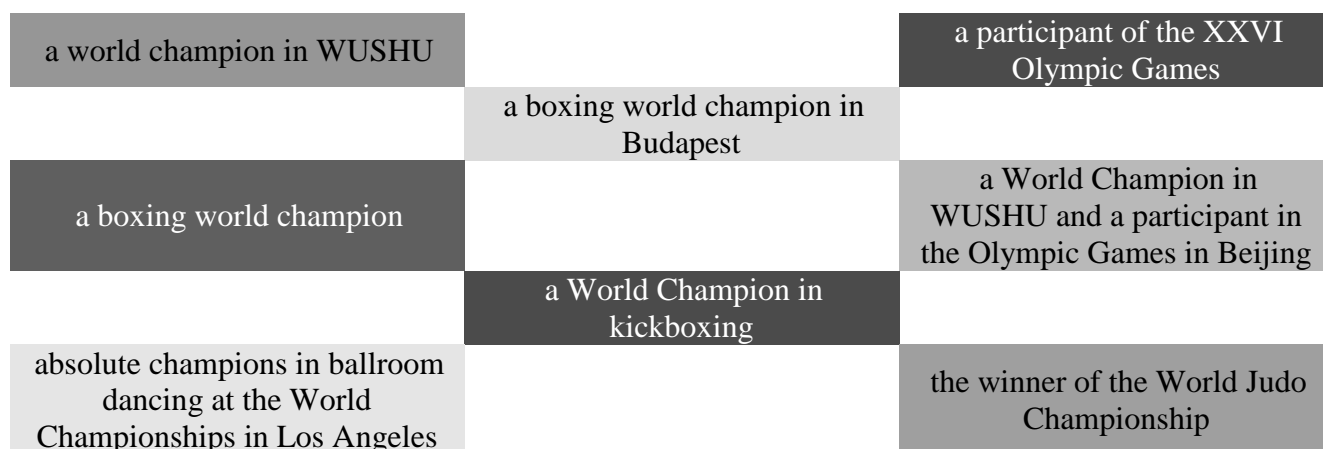 a world champion in WUSHU
a participant of the XXVI
Olympic Games
a boxing world champion in
Budapest
a boxing world champion
a World Champion in
WUSHU and a participant in
the Olympic Games in Beijing
a World Champion in
kickboxing
absolute champions in ballroom
dancing at the World
Championships in Los Angeles
the winner of the World Judo
Championship